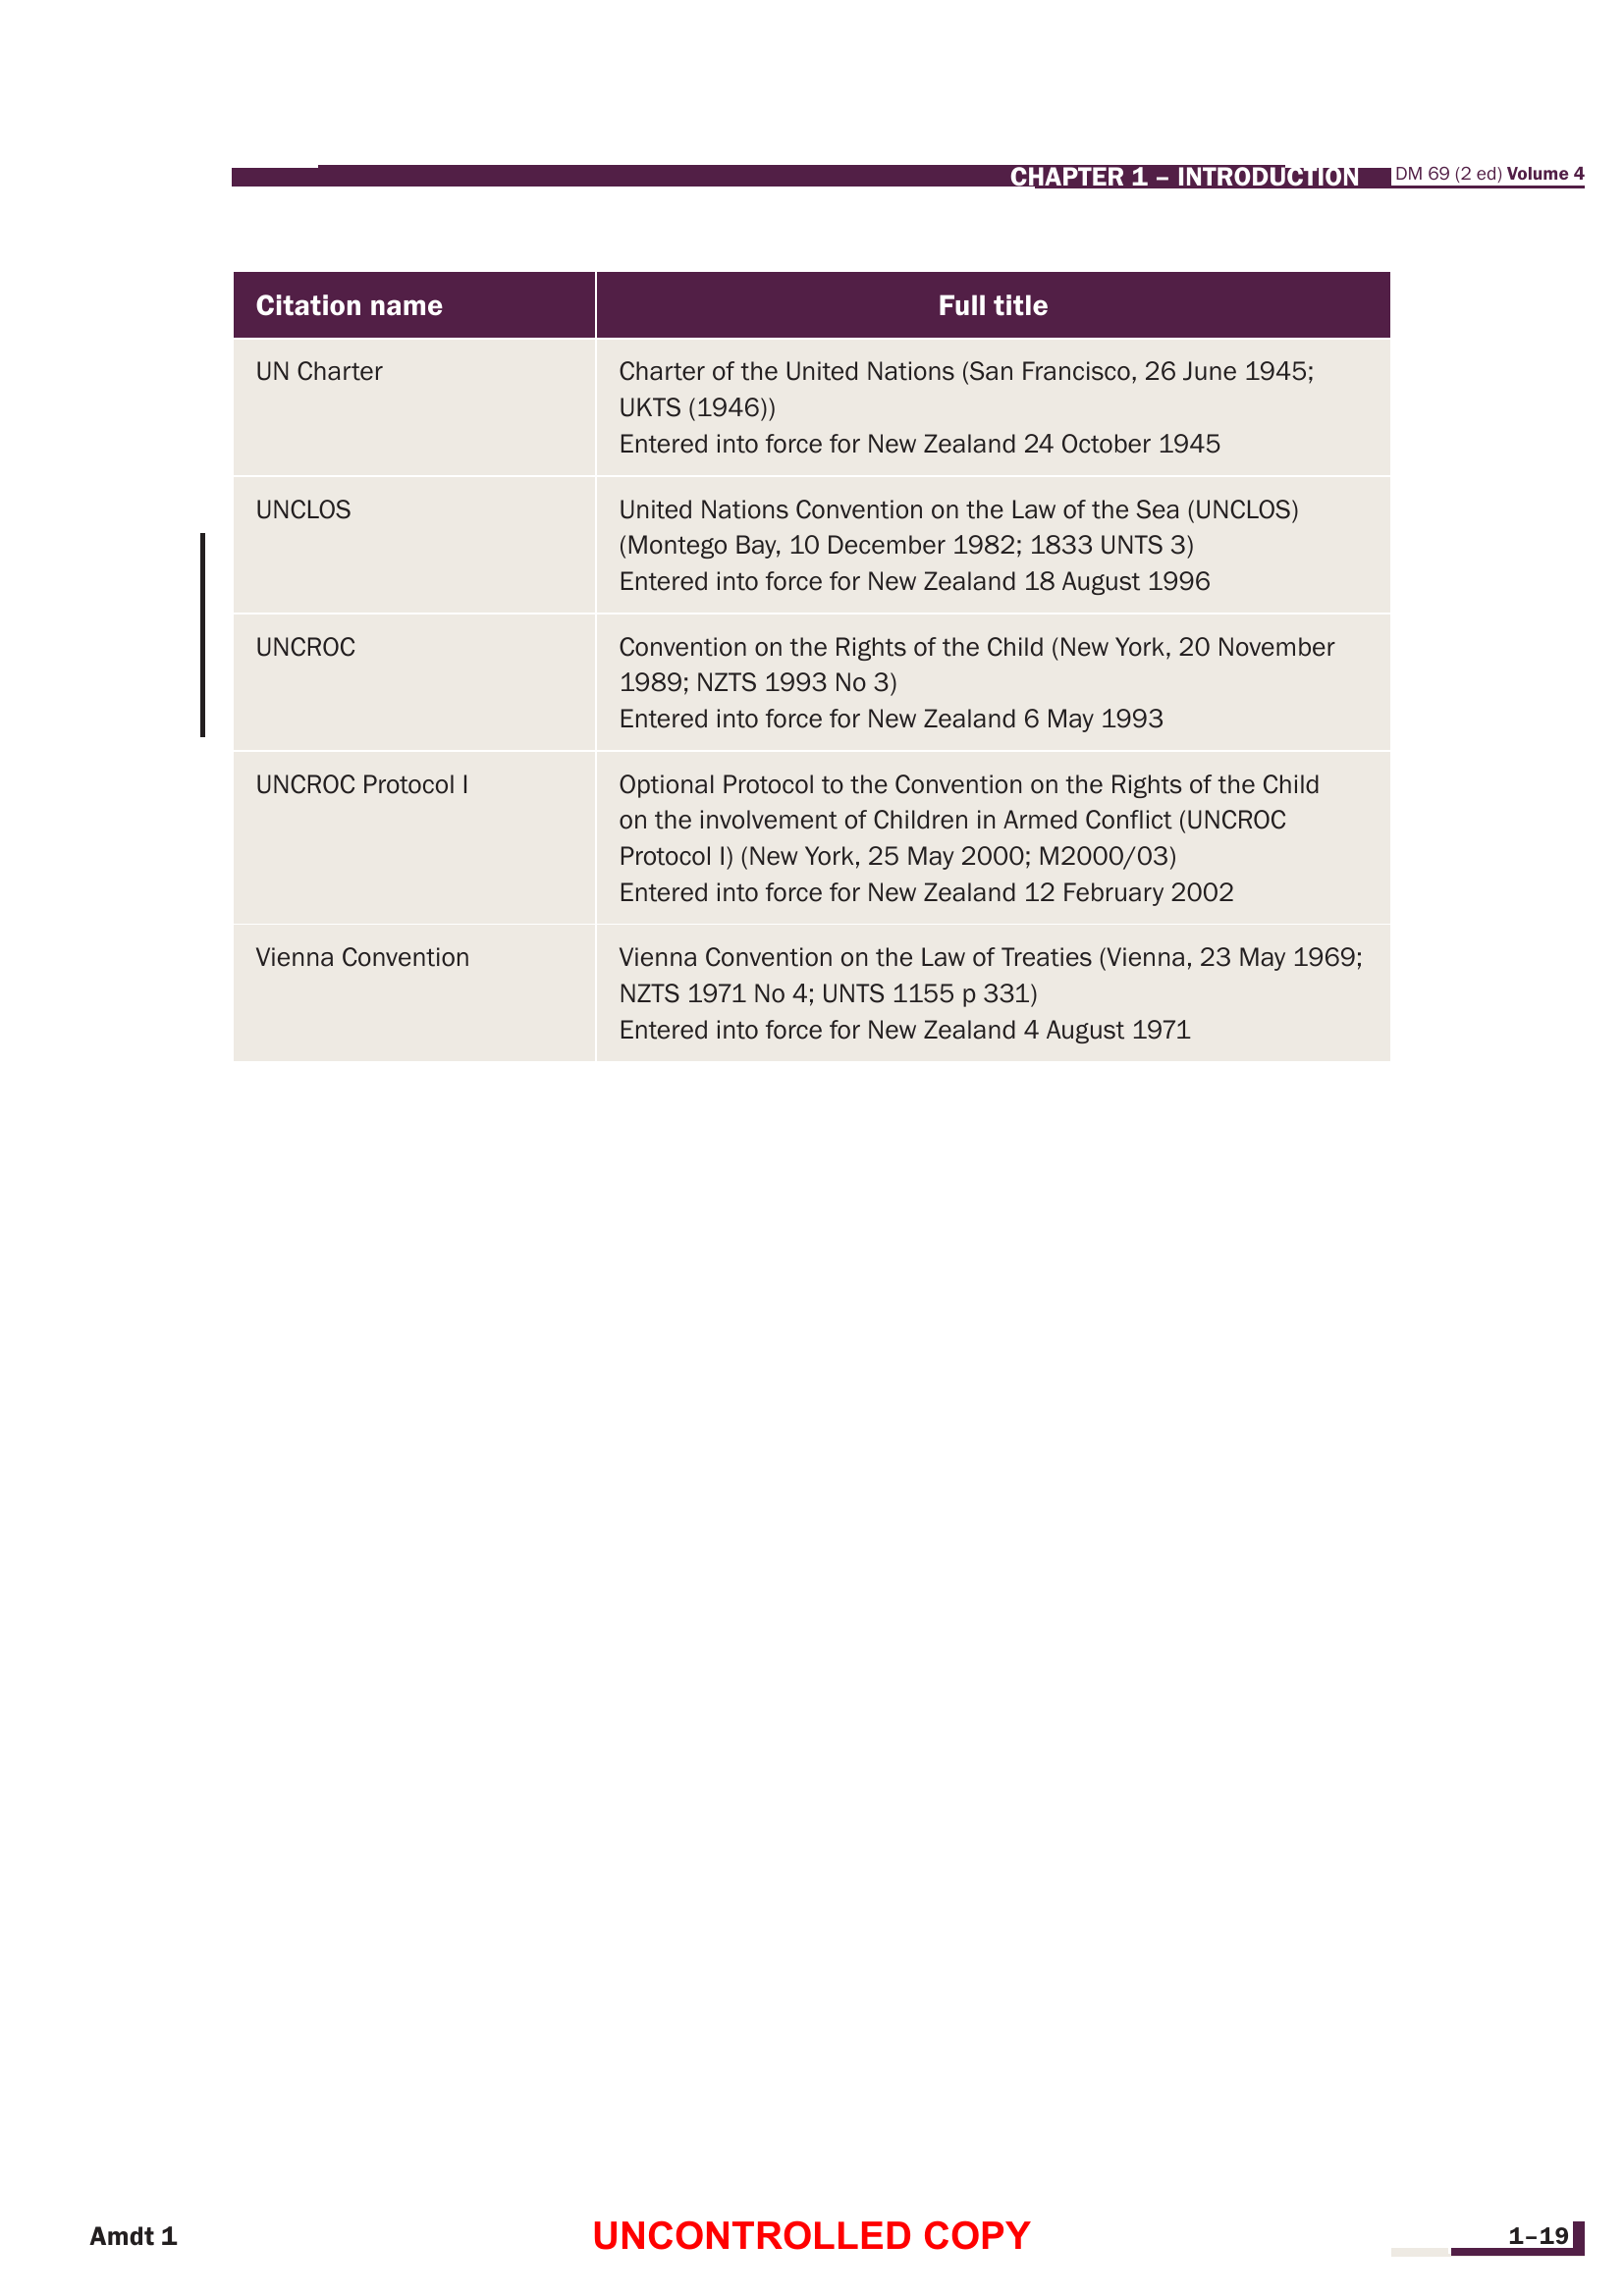 CHAPTER 1 – INTRODUCTION DM 69 (2 ed) Volume 4
Citation name Full title
UN Charter Charter of the United Nations (San Francisco, 26 June 1945;
UKTS (1946))
Entered into force for New Zealand 24 October 1945
UNCLOS United Nations Convention on the Law of the Sea (UNCLOS)
(Montego Bay, 10 December 1982; 1833 UNTS 3)
Entered into force for New Zealand 18 August 1996
UNCROC Convention on the Rights of the Child (New York, 20 November
1989; NZTS 1993 No 3)
Entered into force for New Zealand 6 May 1993
UNCROC Protocol I Optional Protocol to the Convention on the Rights of the Child
on the involvement of Children in Armed Conflict (UNCROC
Protocol I) (New York, 25 May 2000; M2000/03)
Entered into force for New Zealand 12 February 2002
Vienna Convention Vienna Convention on the Law of Treaties (Vienna, 23 May 1969;
NZTS 1971 No 4; UNTS 1155 p 331)
Entered into force for New Zealand 4 August 1971
Amdt 1 UNCONTROLLED COPY 1–19